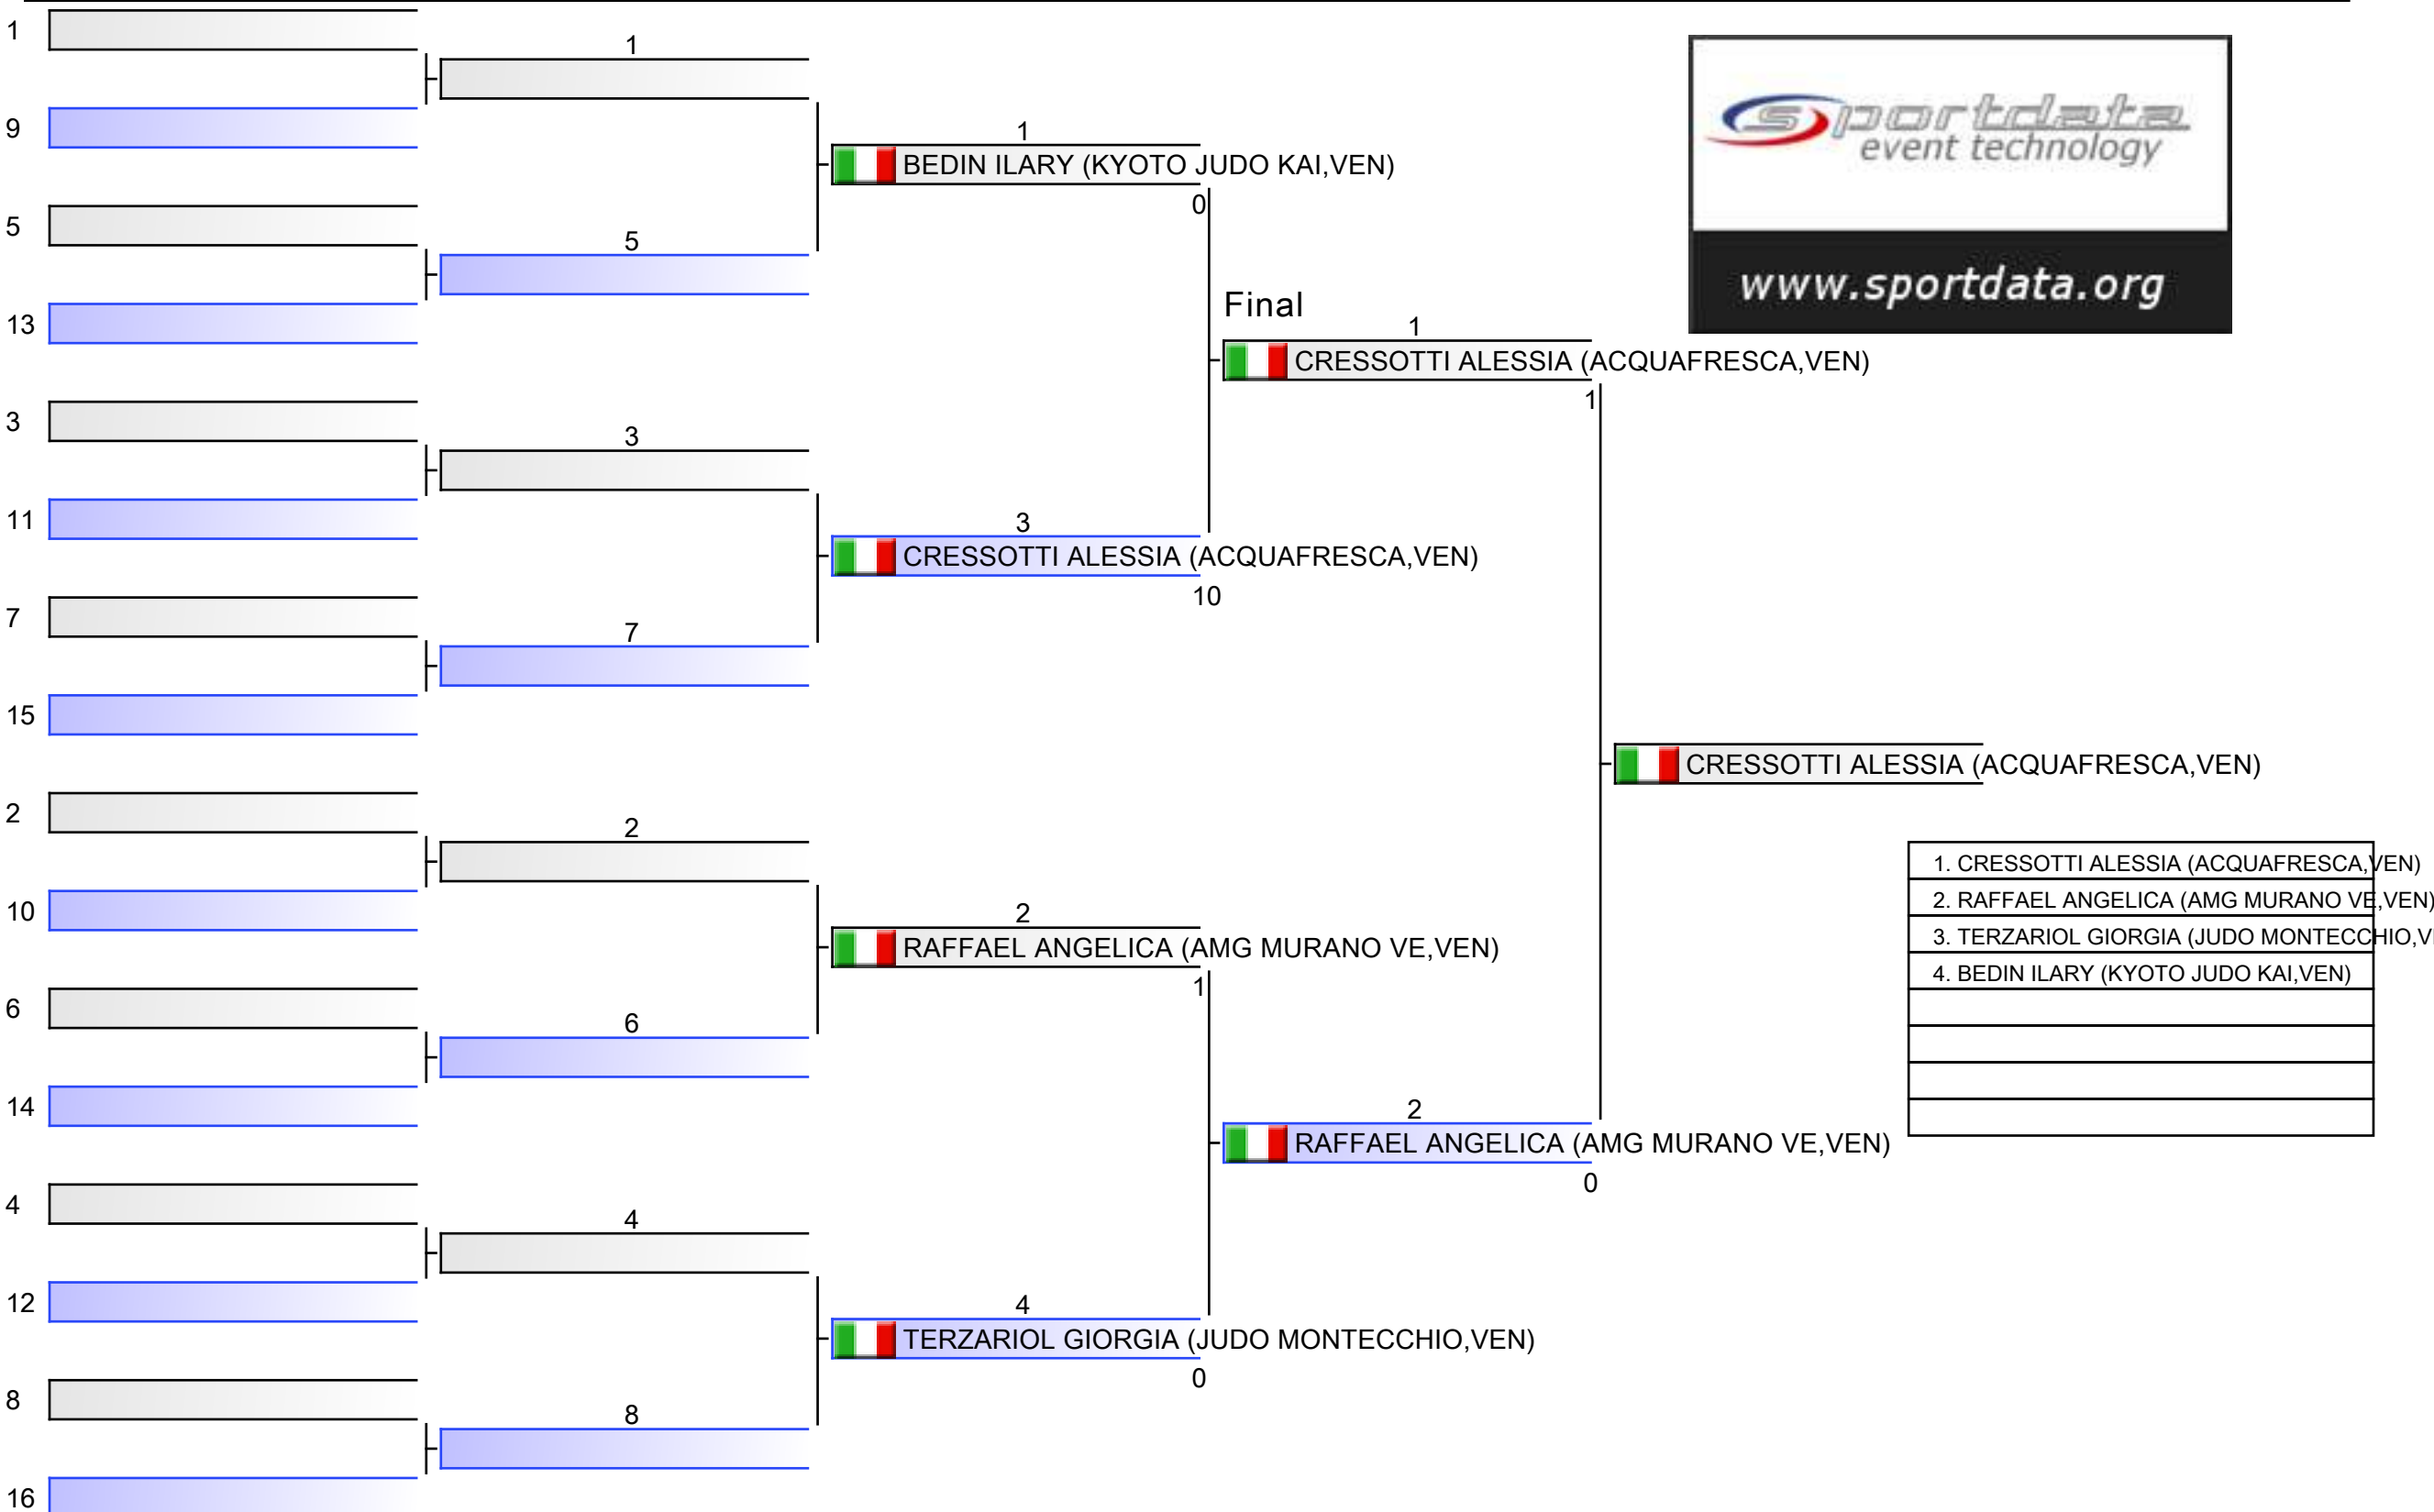 1
9
5
13
3
11
7
15
2
10
6
14
4
12
8
16
1
5
3
7
2
6
4
8
1
BEDIN ILARY (KYOTO JUDO KAI,VEN)
0
3
CRESSOTTI ALESSIA (ACQUAFRESCA,VEN)
10
2
RAFFAEL ANGELICA (AMG MURANO VE,VEN)
1
4
TERZARIOL GIORGIA (JUDO MONTECCHIO,VEN)
0
Final
1
CRESSOTTI ALESSIA (ACQUAFRESCA,VEN)
1
2
RAFFAEL ANGELICA (AMG MURANO VE,VEN)
0
CRESSOTTI ALESSIA (ACQUAFRESCA,VEN)
sportdata
event technology
www.sportdata.org
1. CRESSOTTI ALESSIA (ACQUAFRESCA,VEN)
2. RAFFAEL ANGELICA (AMG MURANO VE,VEN)
3. TERZARIOL GIORGIA (JUDO MONTECCHIO,V
4. BEDIN ILARY (KYOTO JUDO KAI,VEN)